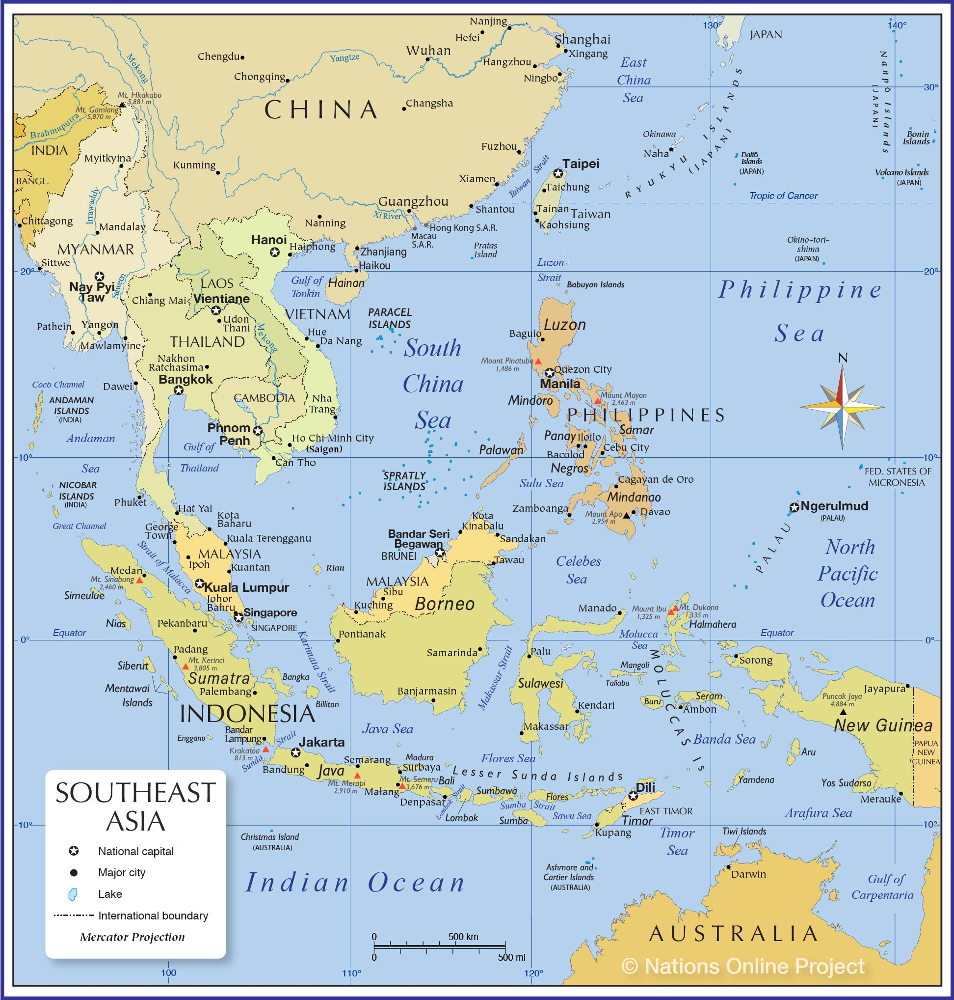 130°
140°
Nanjing
Hefei
Shanghai
Xingang
JAPAN
Chengdu
Wuhan
Yangtze
Hangzhou
Ningbo
East
China
Sea
Mekong
Chongqing
Nanpō Islands
(JAPAN)
30°
Mt. Hkakabo
5,881 m
Mt. Gamlang
5,870 m
CHINA
Changsha
Brahmaputra
INDIA
Myitkyina
Kunming
Fuzhou
Okinawa
Naha
RYUKYU ISLANDS
(JAPAN)
Daitō
Islands
(JAPAN)
Bonin
Islands
Volcano Islands
(JAPAN)
BANGL.
Xiamen
Taiwan Strait
Taipei
Taichung
Tropic of Cancer
Irrawaddy
Guangzhou
Xi River
Shantou
Tainan
Taiwan
Kaohsiung
Chittagong
Mandalay
Nanning
Hong Kong S.A.R.
Macau
S.A.R.
MYANMAR
Hanoi
Haiphong
Zhanjiang
Pratas
Island
Okino-tori-
shima
(JAPAN)
Sittwe
Haikou
Luzon
Strait
20°
20°
Nay Pyi
Taw
Salween
LAOS
Gulf of
Tonkin
Hainan
Babuyan Islands
Philippine
Sea
Chiang Mai
Vientiane
VIETNAM
PARACEL
ISLANDS
Udon
Thani
Mekong
Luzon
Pathein
Yangon
Hue
Da Nang
Baguio
Mawlamyine
THAILAND
South
China
Sea
Nakhon
Ratchasima
Mount Pinatubo
1,486 m
Quezon City
Manila
N
Bangkok
Coco Channel
Dawei
ANDAMAN
ISLANDS
(INDIA)
CAMBODIA
Nha
Trang
Mindoro
Mount Mayon
2,463 m
PHILIPPINES
Andaman
Sea
Phnom
Penh
Gulf of
Thailand
Ho Chi Minh City
(Saigon)
Samar
Panay
Iloilo
Palawan
Bacolod
Cebu City
10°
10°
Can Tho
Negros
NICOBAR
ISLANDS
(INDIA)
SPRATLY
ISLANDS
Sulu Sea
Cagayan de Oro
FED. STATES OF
MICRONESIA
Phuket
Mindanao
Hat Yai
Zamboanga
Mount Apo
2,954 m
Davao
Ngerulmud
(PALAU)
PALAU
Great Channel
George
Town
Kota
Baharu
Kota
Kinabalu
Kuala Terengganu
Bandar Seri
Begawan
BRUNEI
Sandakan
North
Pacific
Ocean
Strait of Malacca
MALAYSIA
Ipoh
Kuantan
Riau
Tawau
Celebes
Sea
Medan
Mt. Sinabung
2,460 m
MALAYSIA
Kuala Lumpur
Simeulue
Johor
Bahru
Sibu
Kuching
Borneo
Singapore
SINGAPORE
Manado
Mount Ibu
1,325 m
Mt. Dukono
1,335 m
Nias
Pekanbaru
Halmahera
Equator
0°
Karimata Strait
Pontianak
Molucca
Sea
Equator
0°
Padang
Samarinda
Makassar Strait
Palu
MOLUCCAS Is
Mt. Kerinci
3,805 m
Siberut
Sorong
Mangoli
Sumatra
Bangka
Sulawesi
Taliabu
Mentawai
Islands
Palembang
Banjarmasin
Jayapura
Billiton
Buru
Seram
Puncak Jaya
4,884 m
INDONESIA
Kendari
Ambon
New Guinea
Enggano
Bandar
Lampung
Java Sea
Makassar
Banda Sea
Sunda Strait
Jakarta
Krakatoa
813 m
PAPUA
NEW
GUINEA
Aru
Bandung
Java
Semarang
Madura
Surbaya
Flores Sea
Lesser Sunda Islands
Mt. Merapi
2,910 m
Malang
Mt. Semeru
3,676 m
Bali
Yamdena
Yos Sudarso
Denpasar
Lombok Strait
Lombok
Sumbawa
Flores
Dili
Merauke
Sumba Strait
Sumba
Sawu Sea
EAST TIMOR
Timor
Arafura Sea
10°
10°
Kupang
Timor
Sea
Tiwi Islands
Christmas Island
(AUSTRALIA)
Ashmore and
Cartier Islands
(AUSTRALIA)
Darwin
Indian Ocean
Gulf of
Carpentaria
AUSTRALIA
SOUTHEAST
ASIA
National capital
Major city
Lake
International boundary
Mercator Projection
0
500 km
0
500 mi
© Nations Online Project
100
110°
120°